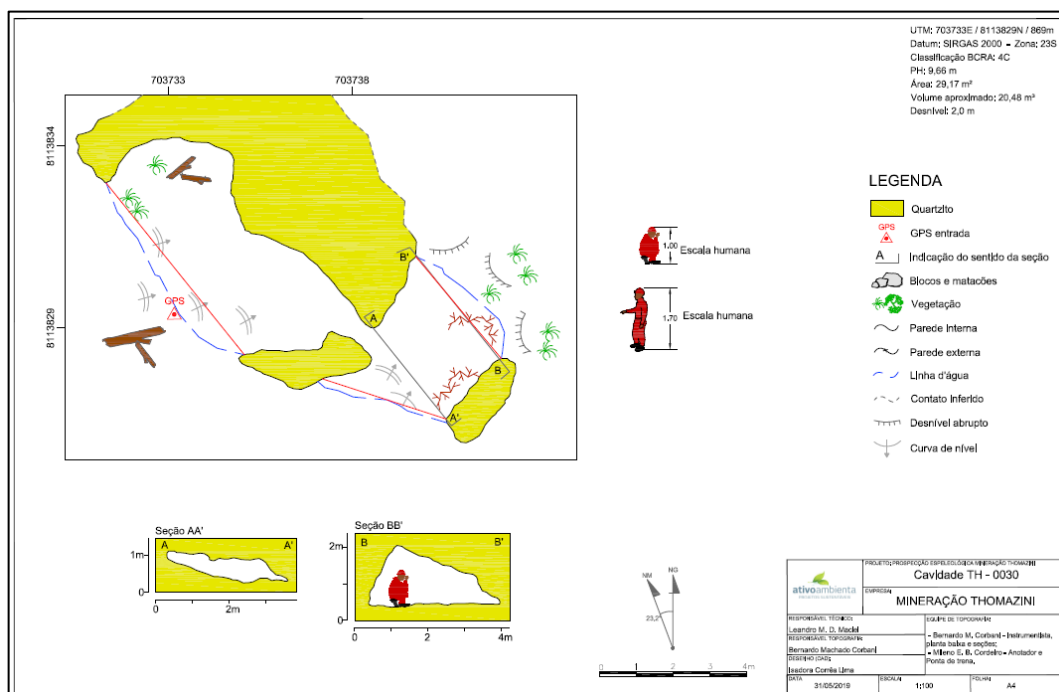 UTM: 703733E / 8113829N / 869m
Datum: SIRGAS 2000 - Zona: 23S
Classificação BCRA: 4C
PH: 9,66 m
Área: 29,17 m²
Volume aproximado: 20,48 m³
Desnível: 2,0 m
703733
703738
8113834
8113829
GPS
B'
A
B
A'
1.00
Escala humana
1.70
Escala humana
LEGENDA
Quartzito
GPS
GPS entrada
A
Indicação do sentido da seção
Blocos e matacões
Vegetação
Parede interna
Parede externa
Linha d'água
Contato inferido
Desnível abrupto
Curva de nível
Seção AA'
A
A'
1m
0
0
2m
Seção BB'
B
B'
2m
0
0
2
4m
NM
NG
23,2°
0
1
2
3
4m
ativoambienta
PROJETO: PROSPECÇÃO ESPELEOLÓGICA MINERAÇÃO THOMAZINI
Cavidade TH - 0030
EMPRESA:
MINERAÇÃO THOMAZINI
RESPONSÁVEL TÉCNICO:
Leandro M. D. Maciel
RESPONSÁVEL TOPOGRAFIA:
Bernardo Machado Corbani
DESENHO (CAD):
Isadora Corrêa Lima
EQUIPE DE TOPOGRAFIA:
- Bernardo M. Corbani - Instrumentista,
planta baixa e seções;
- Mileno E. B. Cordeiro - Anotador e
Ponta de trena.
DATA
31/05/2019
ESCALA:
1:100
FOLHA:
A4